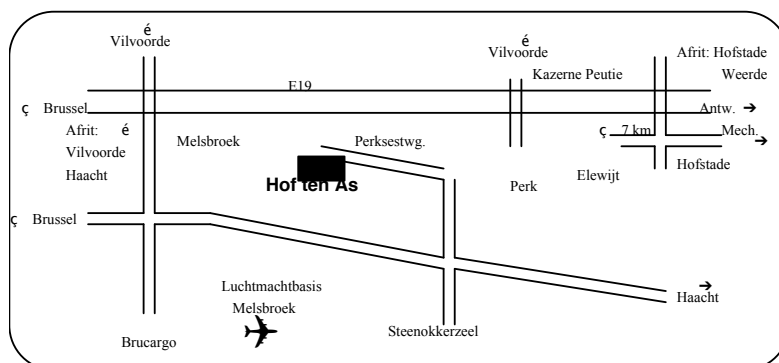 é
Vilvoorde
é
Vilvoorde
Afrit: Hofstade
Weerde
Kazerne Peutie
E19
ç Brussel
Antw. ➔
Afrit: é
Vilvoorde
Haacht
Melsbroek
Perksestwg.
ç 7 km
Mech. ➔
Hofstade
Elewijt
Perk
Hof ten As
ç Brussel
Luchtmachtbasis
Melsbroek
➔
Haacht
Steenokkerzeel
Brucargo